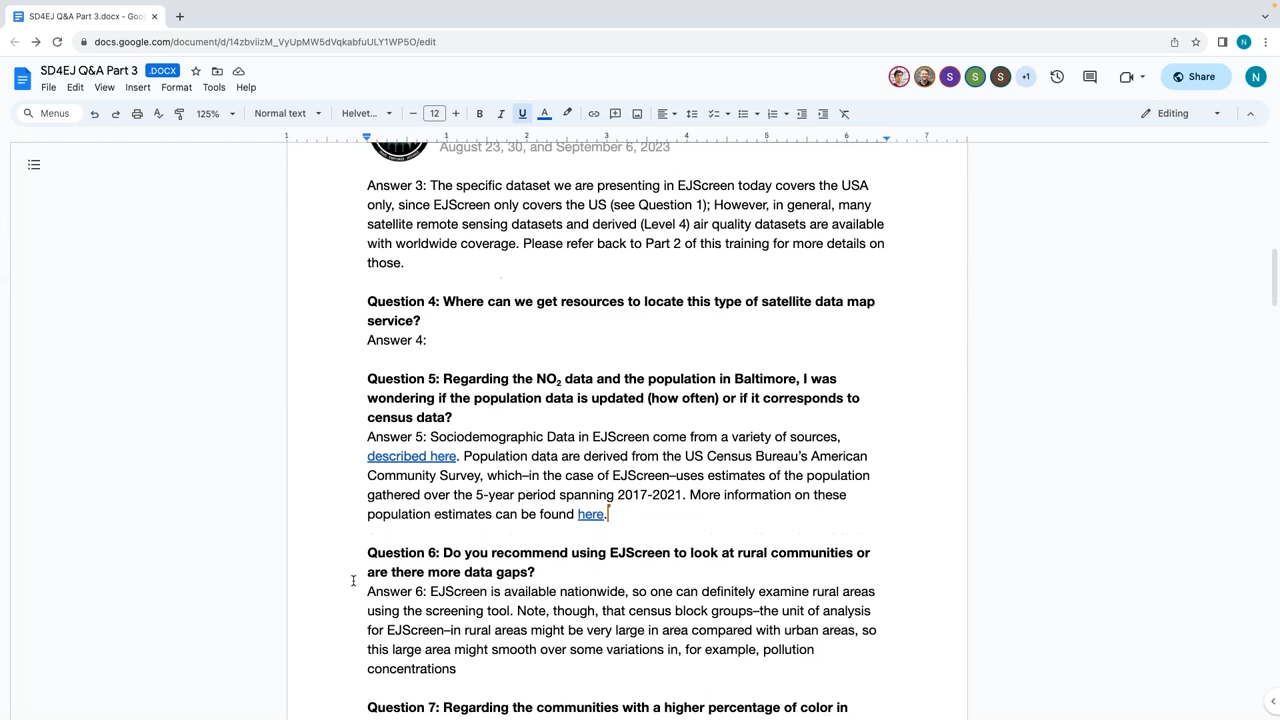 SD4EJ Q&A Part 3.docx - Goo
docs.google.com/document/d/14zbviizM_VyUpMW5dVqkabfuULY1WP5O/edit
N
SD4EJ Q&A Part 3 .DOCX
File Edit View Insert Format Tools Help
S S S +1 Share N
Menus 125% Normal text Helvet... 12 B I U A Editing
1 1 2 3 4 5 6 7
August 23, 30, and September 6, 2023
Answer 3: The specific dataset we are presenting in EJScreen today covers the USA
only, since EJScreen only covers the US (see Question 1); However, in general, many
satellite remote sensing datasets and derived (Level 4) air quality datasets are available
with worldwide coverage. Please refer back to Part 2 of this training for more details on
those.
Question 4: Where can we get resources to locate this type of satellite data map
service?
Answer 4:
Question 5: Regarding the NO₂ data and the population in Baltimore, I was
wondering if the population data is updated (how often) or if it corresponds to
census data?
Answer 5: Sociodemographic Data in EJScreen come from a variety of sources,
described here. Population data are derived from the US Census Bureau's American
Community Survey, which–in the case of EJScreen–uses estimates of the population
gathered over the 5-year period spanning 2017-2021. More information on these
population estimates can be found here.
Question 6: Do you recommend using EJScreen to look at rural communities or
are there more data gaps?
Answer 6: EJScreen is available nationwide, so one can definitely examine rural areas
using the screening tool. Note, though, that census block groups–the unit of analysis
for EJScreen–in rural areas might be very large in area compared with urban areas, so
this large area might smooth over some variations in, for example, pollution
concentrations
Question 7: Regarding the communities with a higher percentage of color in